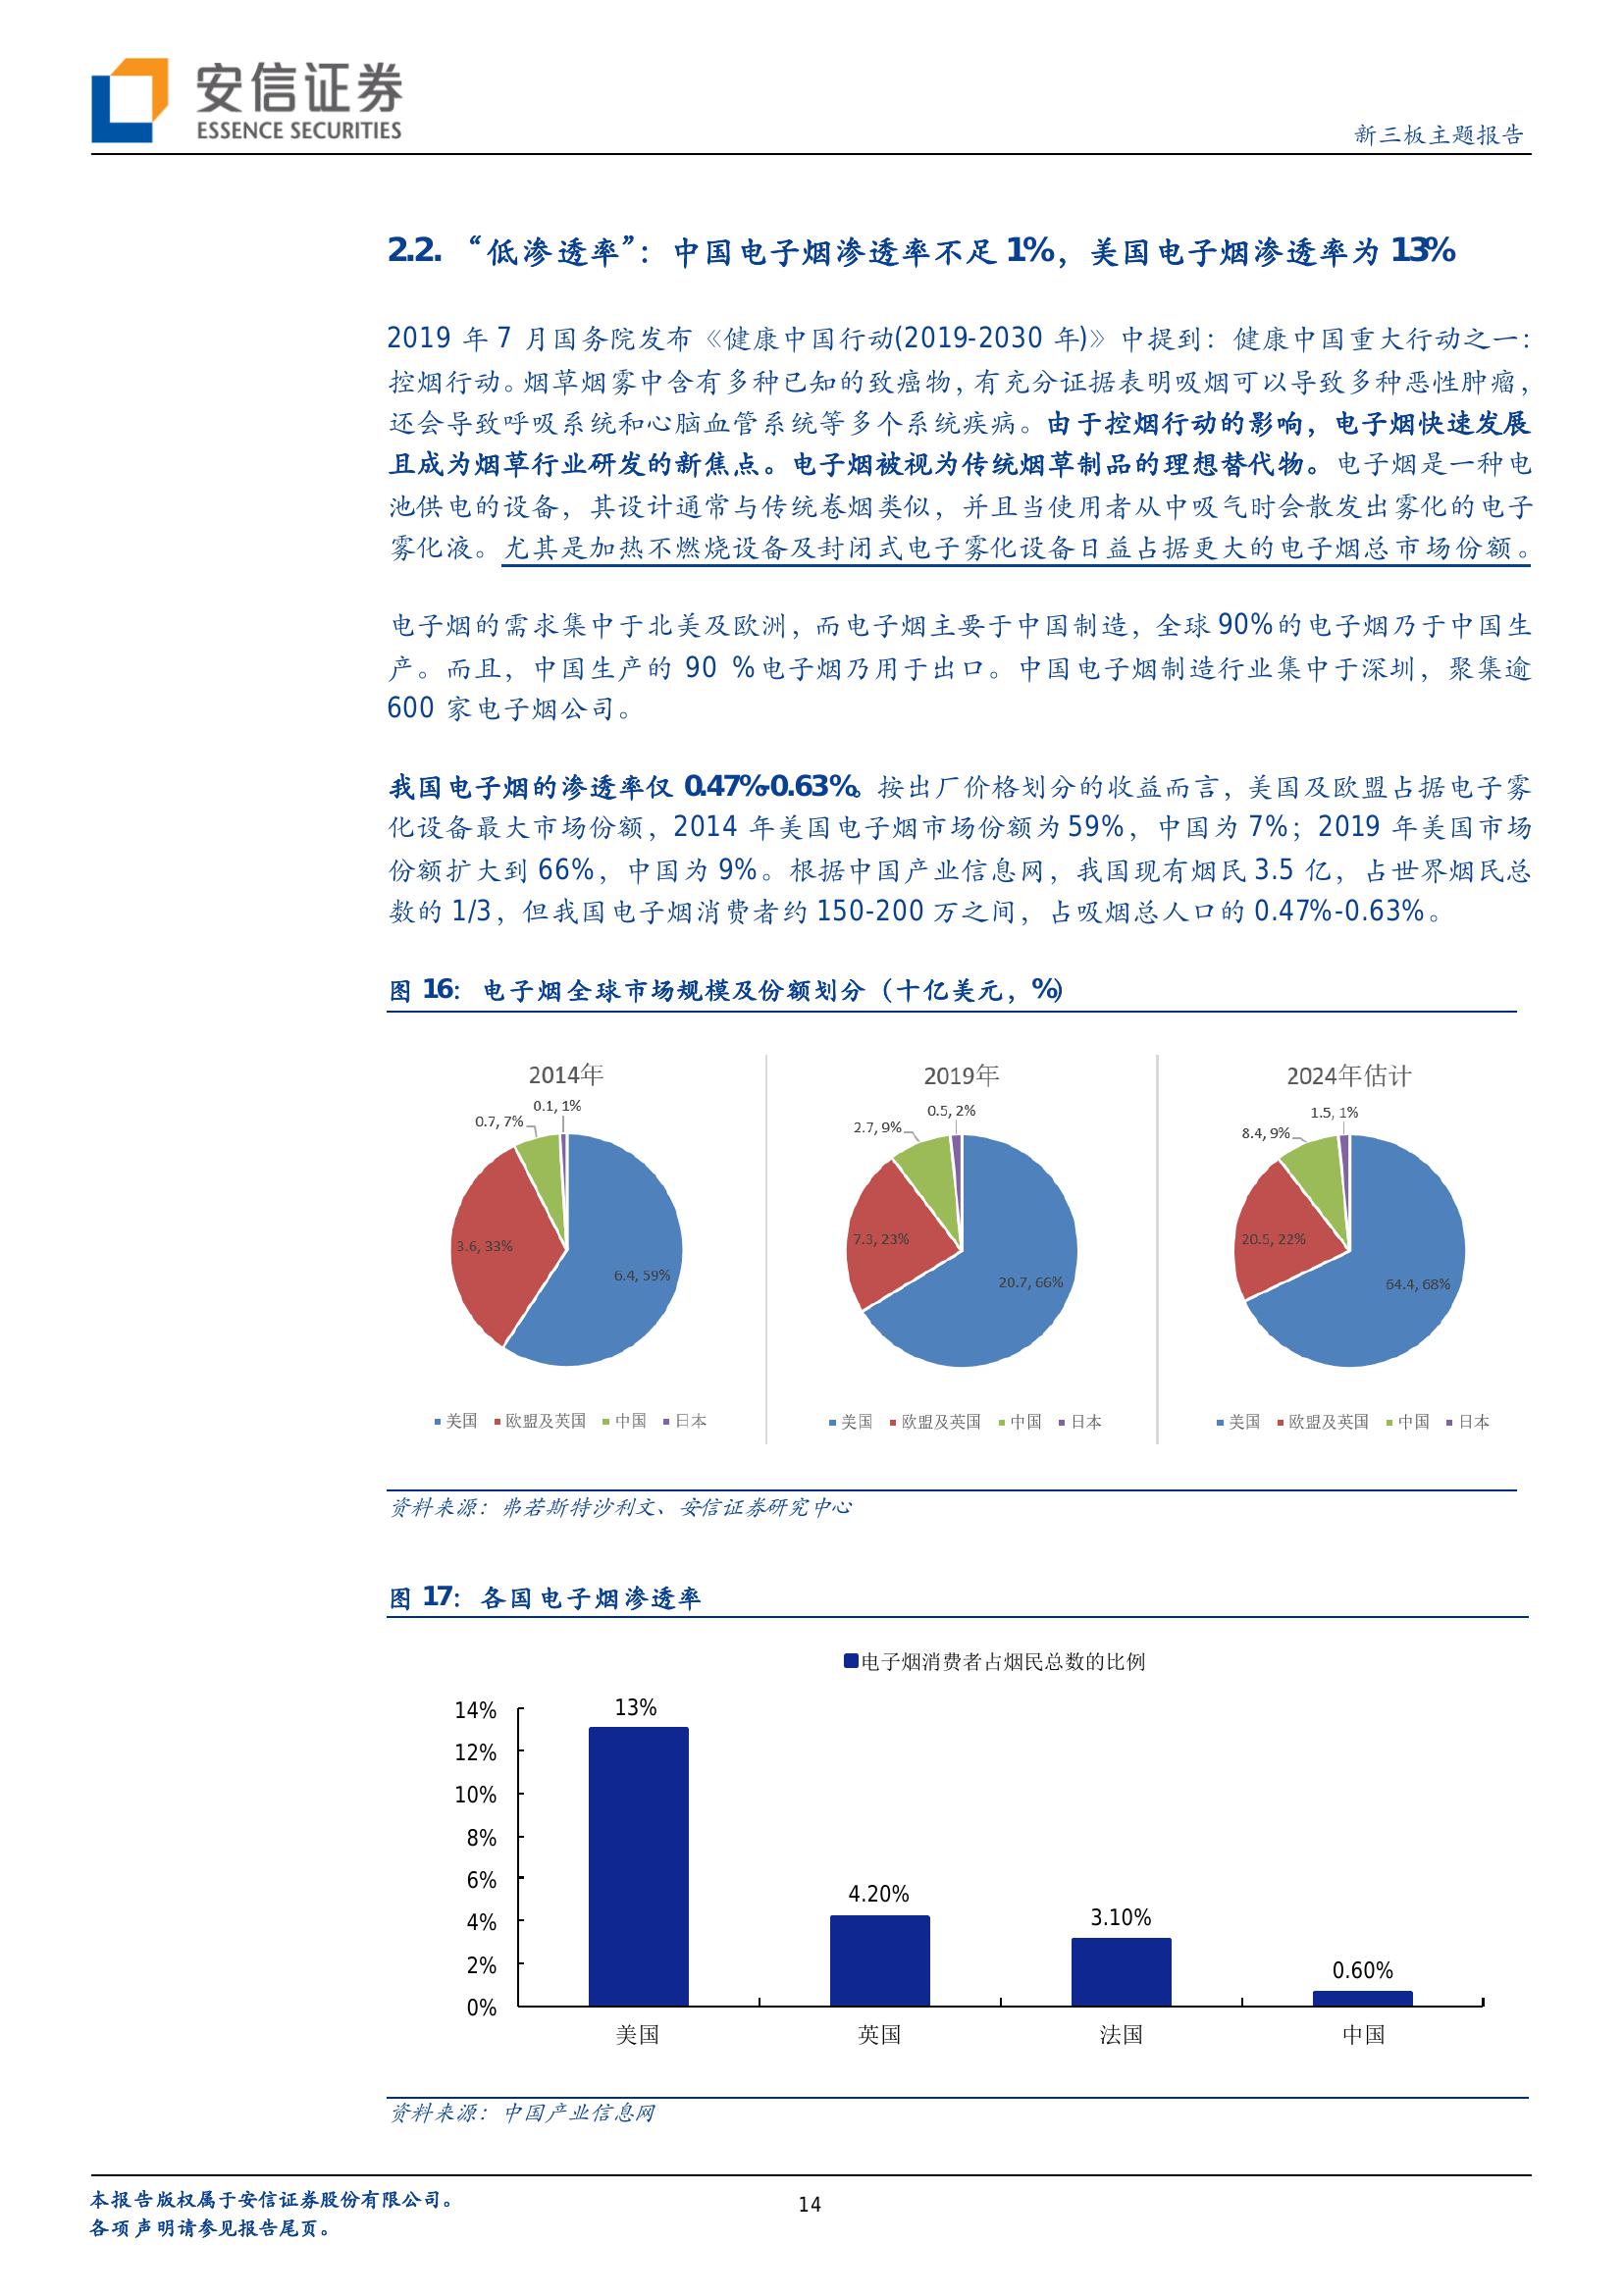 安信证券
ESSENCE SECURITIES
新三板主题报告
2.2. “低渗透率”：中国电子烟渗透率不足 1%，美国电子烟渗透率为 13%
2019 年 7 月国务院发布《健康中国行动(2019-2030 年)》中提到：健康中国重大行动之一：
控烟行动。烟草烟雾中含有多种已知的致癌物，有充分证据表明吸烟可以导致多种恶性肿瘤，
还会导致呼吸系统和心脑血管系统等多个系统疾病。由于控烟行动的影响，电子烟快速发展
且成为烟草行业研发的新焦点。电子烟被视为传统烟草制品的理想替代物。电子烟是一种电
池供电的设备，其设计通常与传统卷烟类似，并且当使用者从中吸气时会散发出雾化的电子
雾化液。尤其是加热不燃烧设备及封闭式电子雾化设备日益占据更大的电子烟总市场份额。
电子烟的需求集中于北美及欧洲，而电子烟主要于中国制造，全球 90%的电子烟乃于中国生
产。而且，中国生产的 90 %电子烟乃用于出口。中国电子烟制造行业集中于深圳，聚集逾
600 家电子烟公司。
我国电子烟的渗透率仅 0.47%-0.63%。按出厂价格划分的收益而言，美国及欧盟占据电子雾
化设备最大市场份额，2014 年美国电子烟市场份额为 59%，中国为 7%；2019 年美国市场
份额扩大到 66%，中国为 9%。根据中国产业信息网，我国现有烟民 3.5 亿，占世界烟民总
数的 1/3，但我国电子烟消费者约 150-200 万之间，占吸烟总人口的 0.47%-0.63%。
图 16：电子烟全球市场规模及份额划分（十亿美元，%）
2014年
0.1, 1%
0.7, 7%
3.6, 33%
6.4, 59%
美国 欧盟及英国 中国 日本
2019年
0.5, 2%
2.7, 9%
7.3, 23%
20.7, 66%
美国 欧盟及英国 中国 日本
2024年估计
1.5, 1%
8.4, 9%
20.5, 22%
64.4, 68%
美国 欧盟及英国 中国 日本
资料来源：弗若斯特沙利文、安信证券研究中心
图 17：各国电子烟渗透率
电子烟消费者占烟民总数的比例
14%
12%
10%
8%
6%
4%
2%
0%
13%
4.20%
3.10%
0.60%
美国 英国 法国 中国
资料来源：中国产业信息网
本报告版权属于安信证券股份有限公司。
各项声明请参见报告尾页。
14